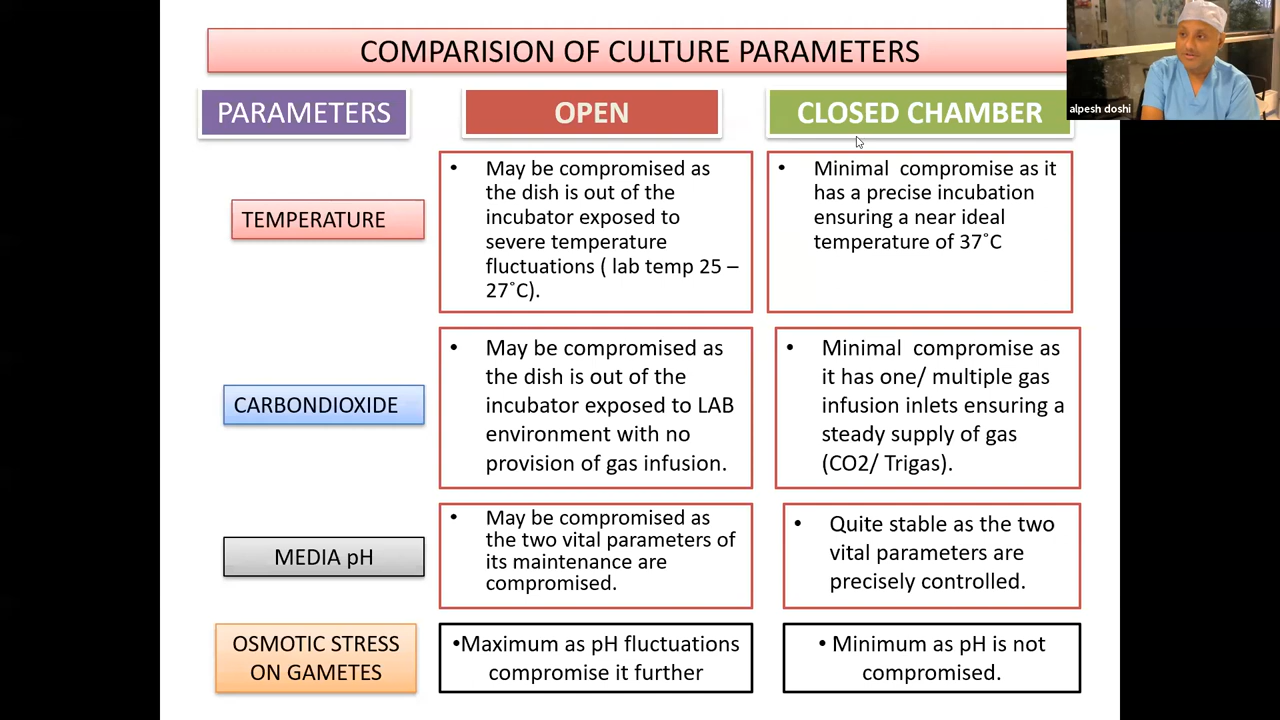 COMPARISION OF CULTURE PARAMETERS
alpesh doshi
PARAMETERS
OPEN
CLOSED CHAMBER
TEMPERATURE
• May be compromised as
the dish is out of the
incubator exposed to
severe temperature
fluctuations ( lab temp 25 –
27˚C).
• Minimal compromise as it
has a precise incubation
ensuring a near ideal
temperature of 37˚C
CARBONDIOXIDE
• May be compromised as
the dish is out of the
incubator exposed to LAB
environment with no
provision of gas infusion.
• Minimal compromise as
it has one/ multiple gas
infusion inlets ensuring a
steady supply of gas
(CO2/ Trigas).
MEDIA pH
• May be compromised as
the two vital parameters of
its maintenance are
compromised.
• Quite stable as the two
vital parameters are
precisely controlled.
OSMOTIC STRESS
ON GAMETES
•Maximum as pH fluctuations
compromise it further
• Minimum as pH is not
compromised.